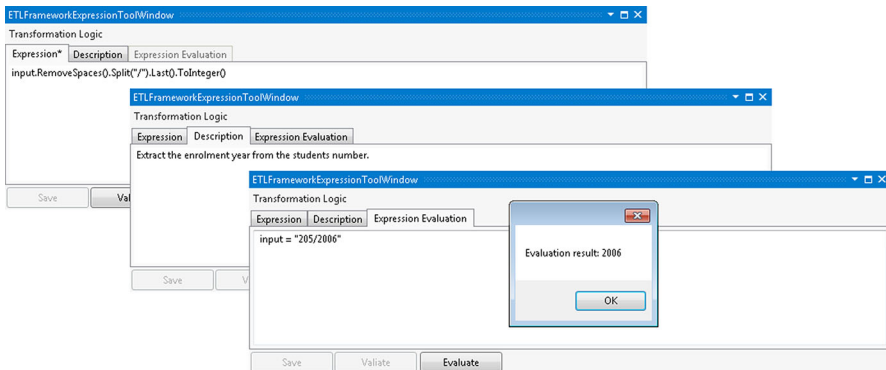 ETLFrameworkExpressionToolWindow
Transformation Logic
Expression* Description Expression Evaluation
input.RemoveSpaces().Split("/").Last().ToInteger()
Save Val
ETLFrameworkExpressionToolWindow
Transformation Logic
Expression Description Expression Evaluation
Extract the enrolment year from the students number.
Save V
ETLFrameworkExpressionToolWindow
Transformation Logic
Expression Description Expression Evaluation
input = "205/2006"
Evaluation result: 2006
OK
Save Valiate Evaluate